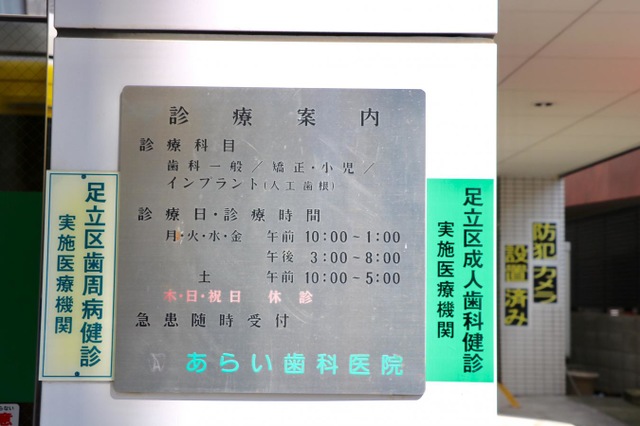 診療案内
診療科目
歯科一般／矯正・小児／
インプラント(人工歯根)
診療日・診療時間
月・火・水・金 午前 10:00~1:00
午後 3:00~8:00
土 午前 10:00~5:00
木・日・祝日 休診
急患随時受付
あらい歯科医院
足立区歯周病健診
実施医療機関
足立区成人歯科健診
実施医療機関
防犯カメラ
設置済み